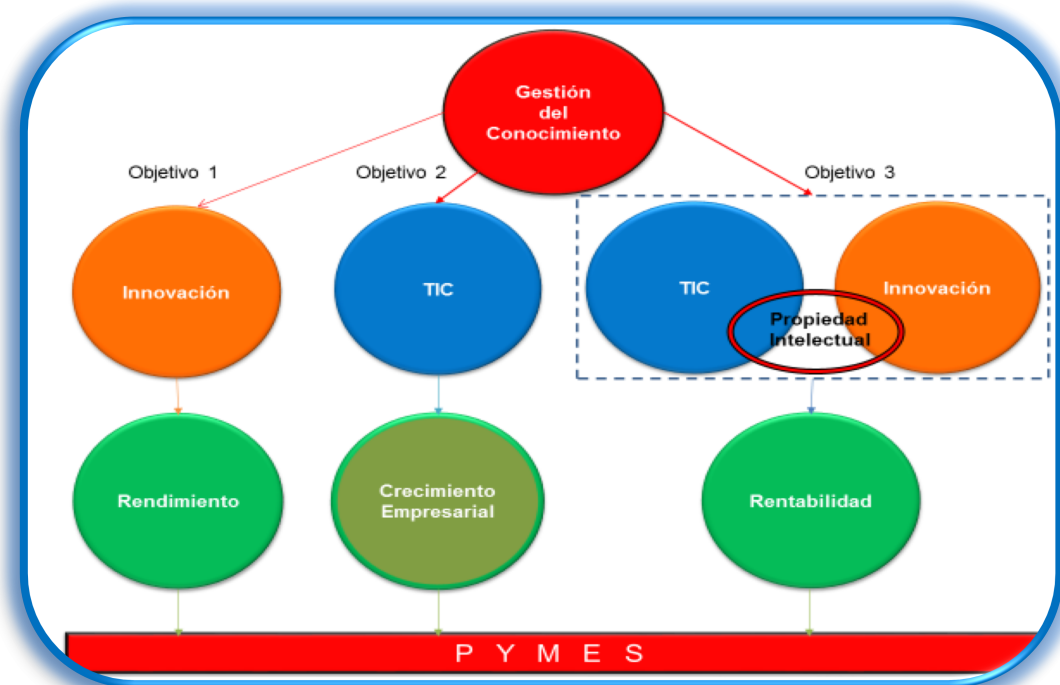 Gestión
del
Conocimiento
Objetivo 1
Objetivo 2
Objetivo 3
Innovación
TIC
TIC
Innovación
Propiedad
Intelectual
Rendimiento
Crecimiento
Empresarial
Rentabilidad
P Y M E S